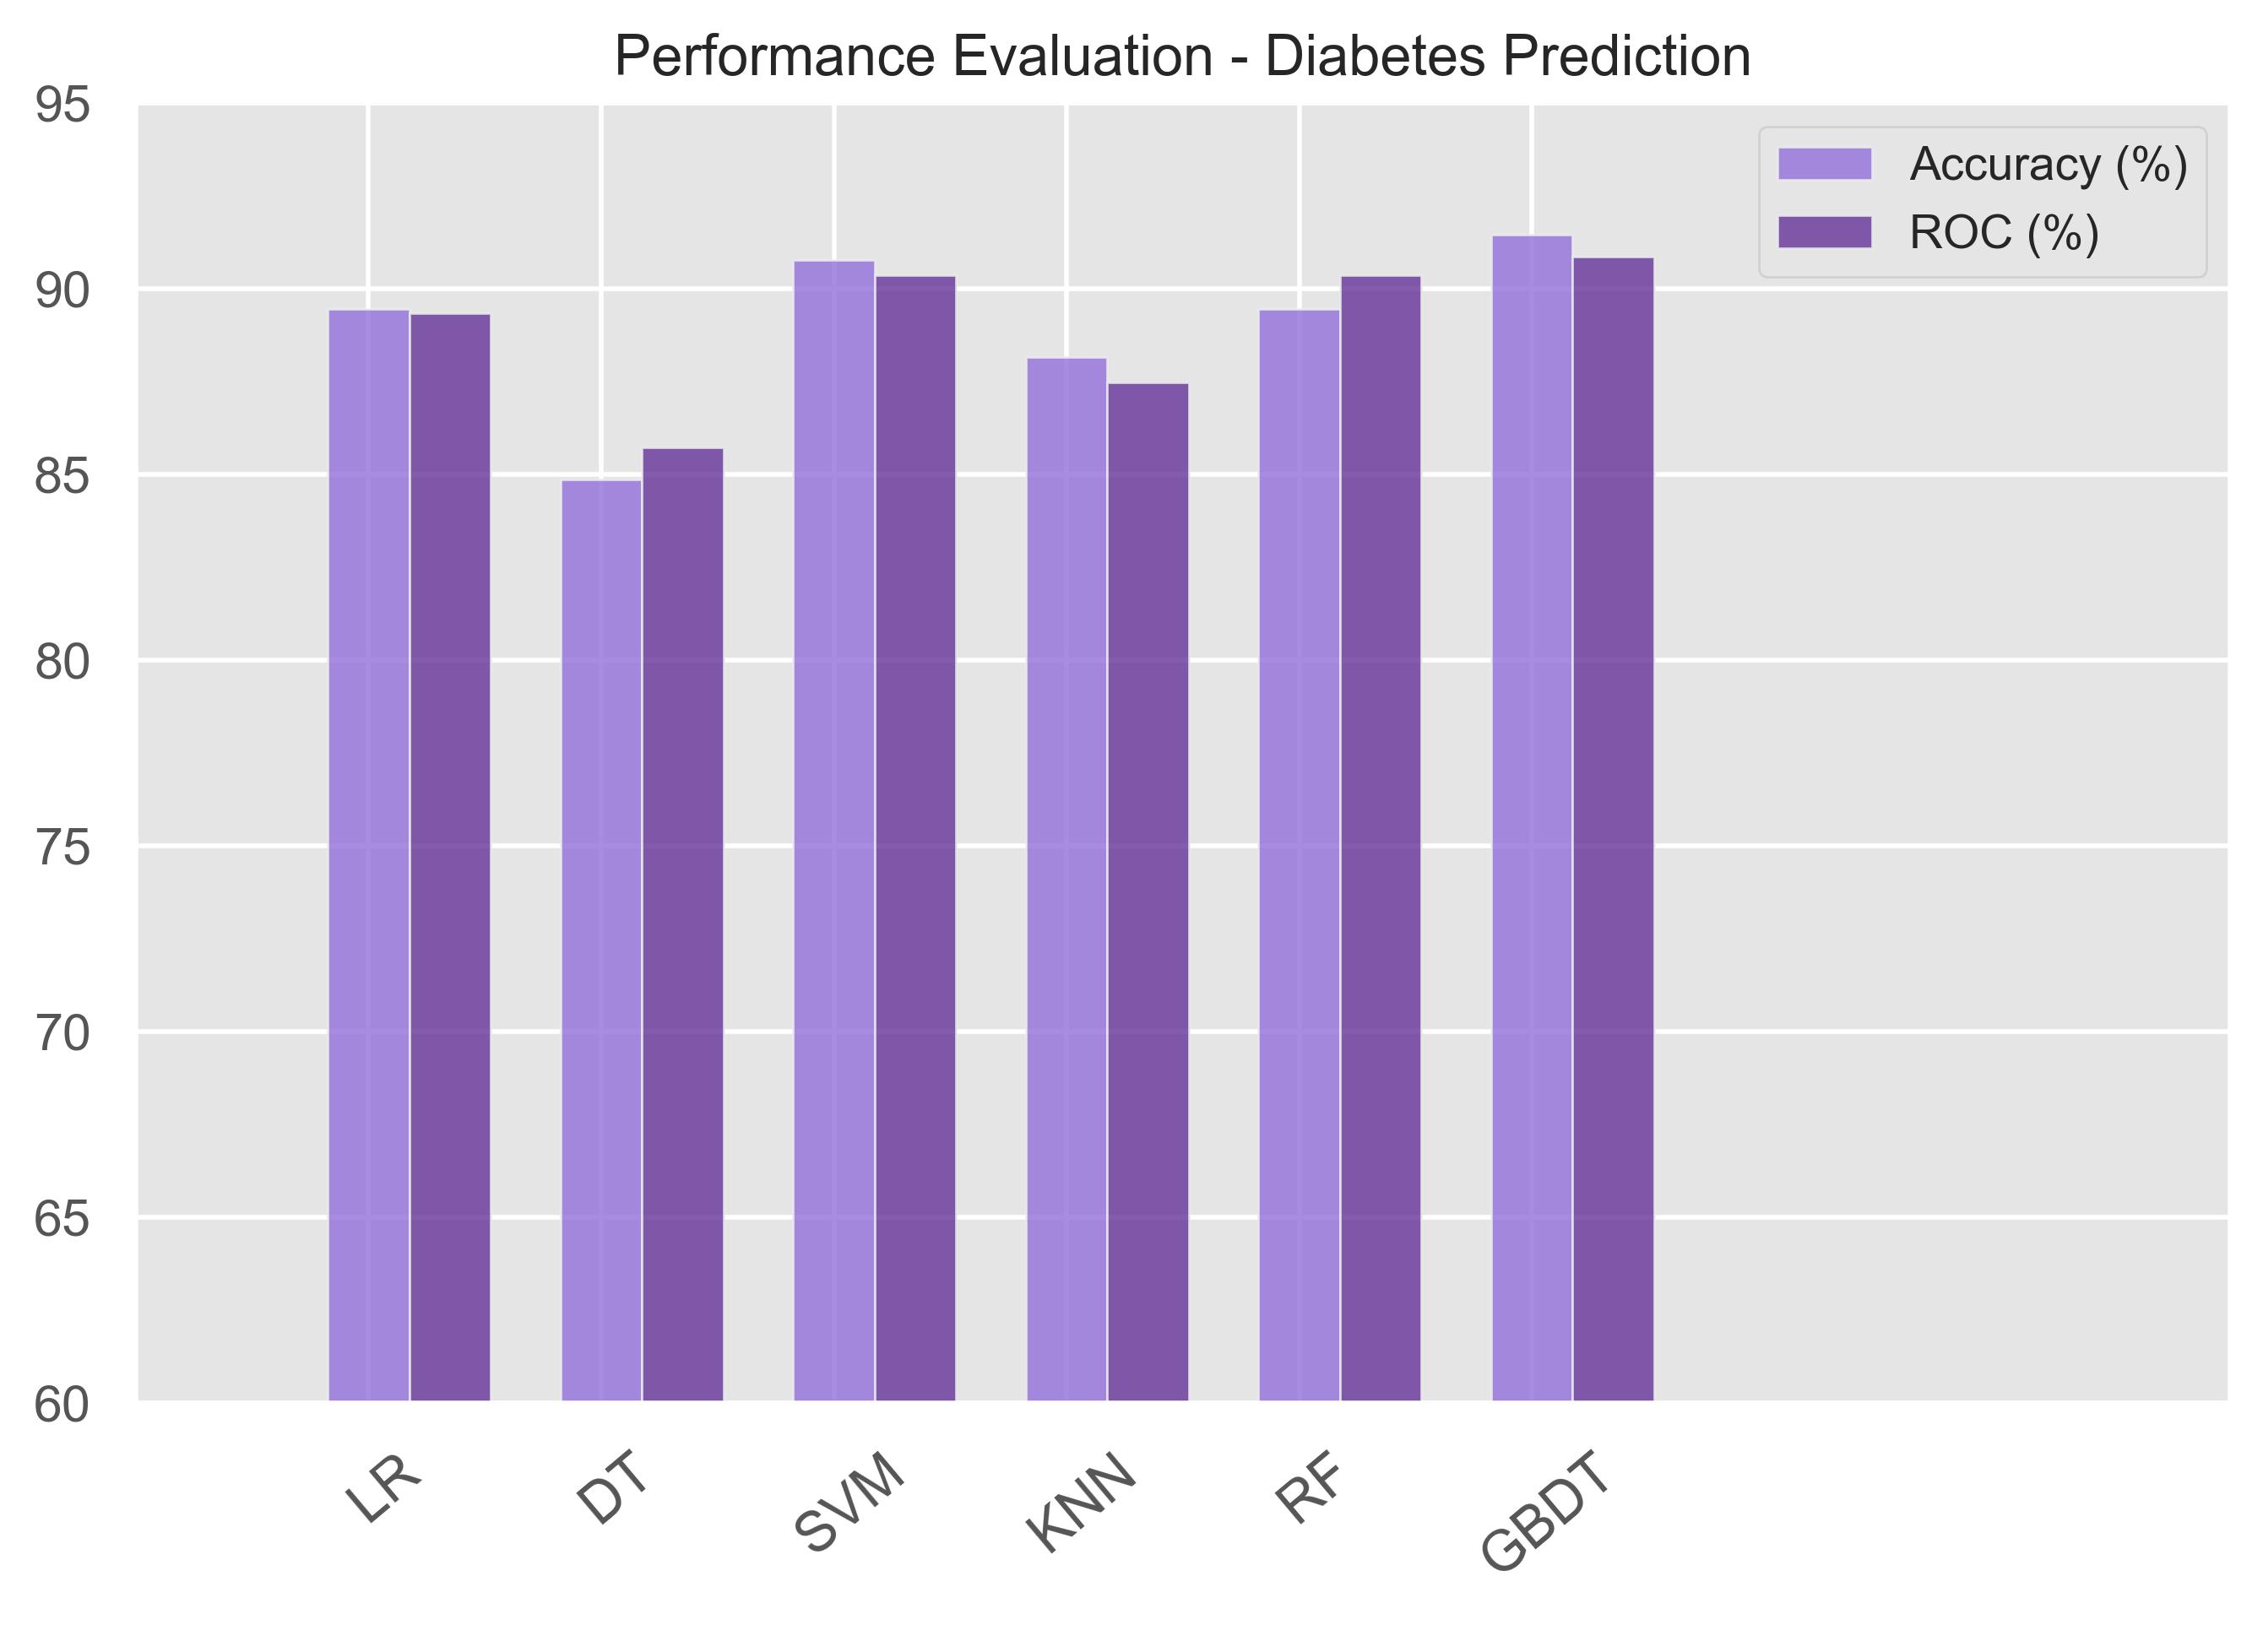 Performance Evaluation - Diabetes Prediction
95
90
85
80
75
70
65
60
Accuracy (%)
ROC (%)
LR
DT
SVM
KNN
RF
GBDT